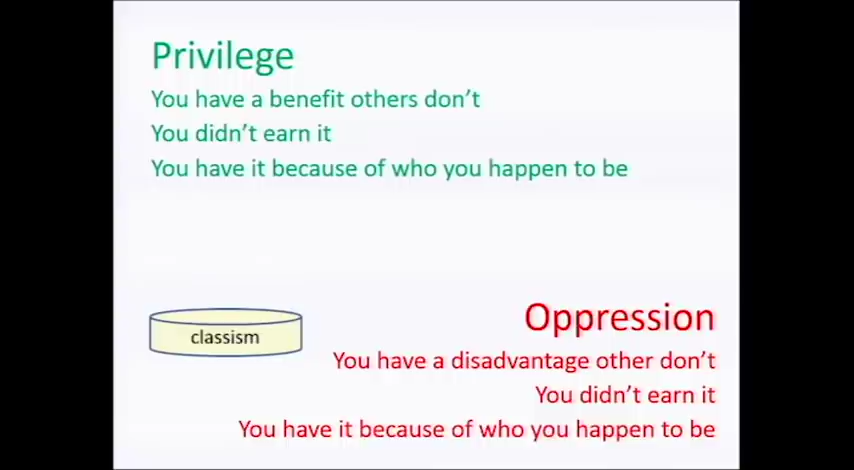 Privilege
You have a benefit others don't
You didn't earn it
You have it because of who you happen to be
classism
Oppression
You have a disadvantage other don't
You didn't earn it
You have it because of who you happen to be